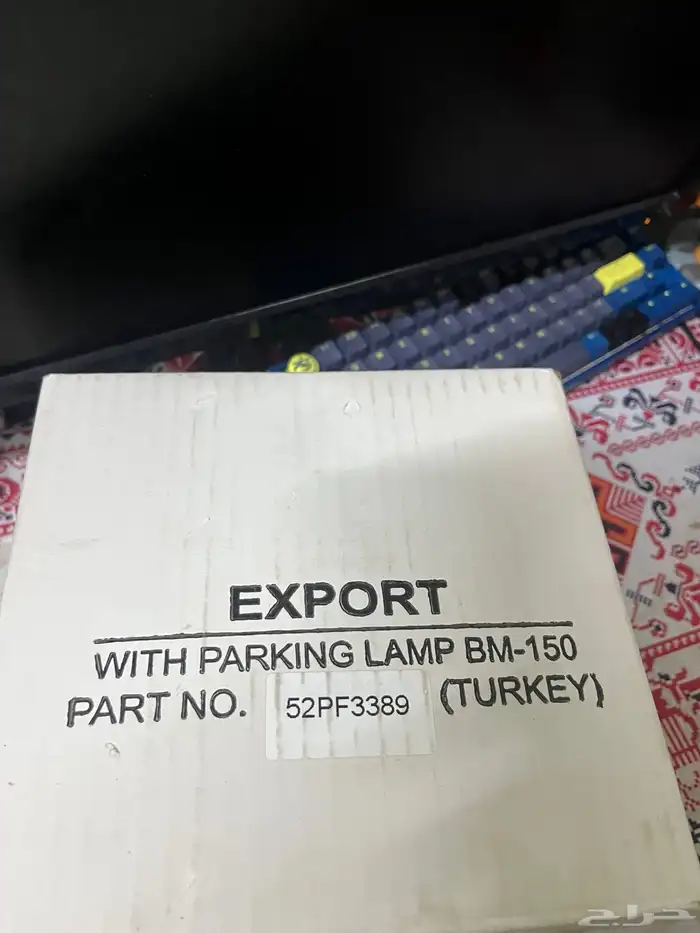 EXPORT
WITH PARKING LAMP BM-150
PART NO. 52PF3389 (TURKEY)
حراج